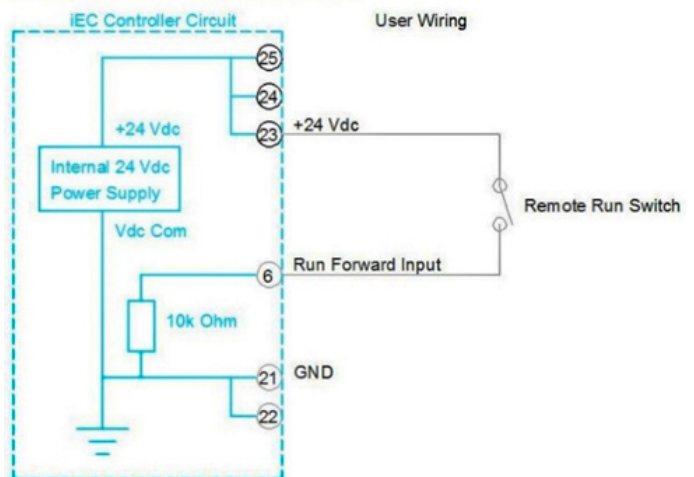 iEC Controller Circuit
User Wiring
25
24
+24 Vdc
23
+24 Vdc
Internal 24 Vdc
Power Supply
Remote Run Switch
Vdc Com
6
Run Forward Input
10k Ohm
21
GND
22